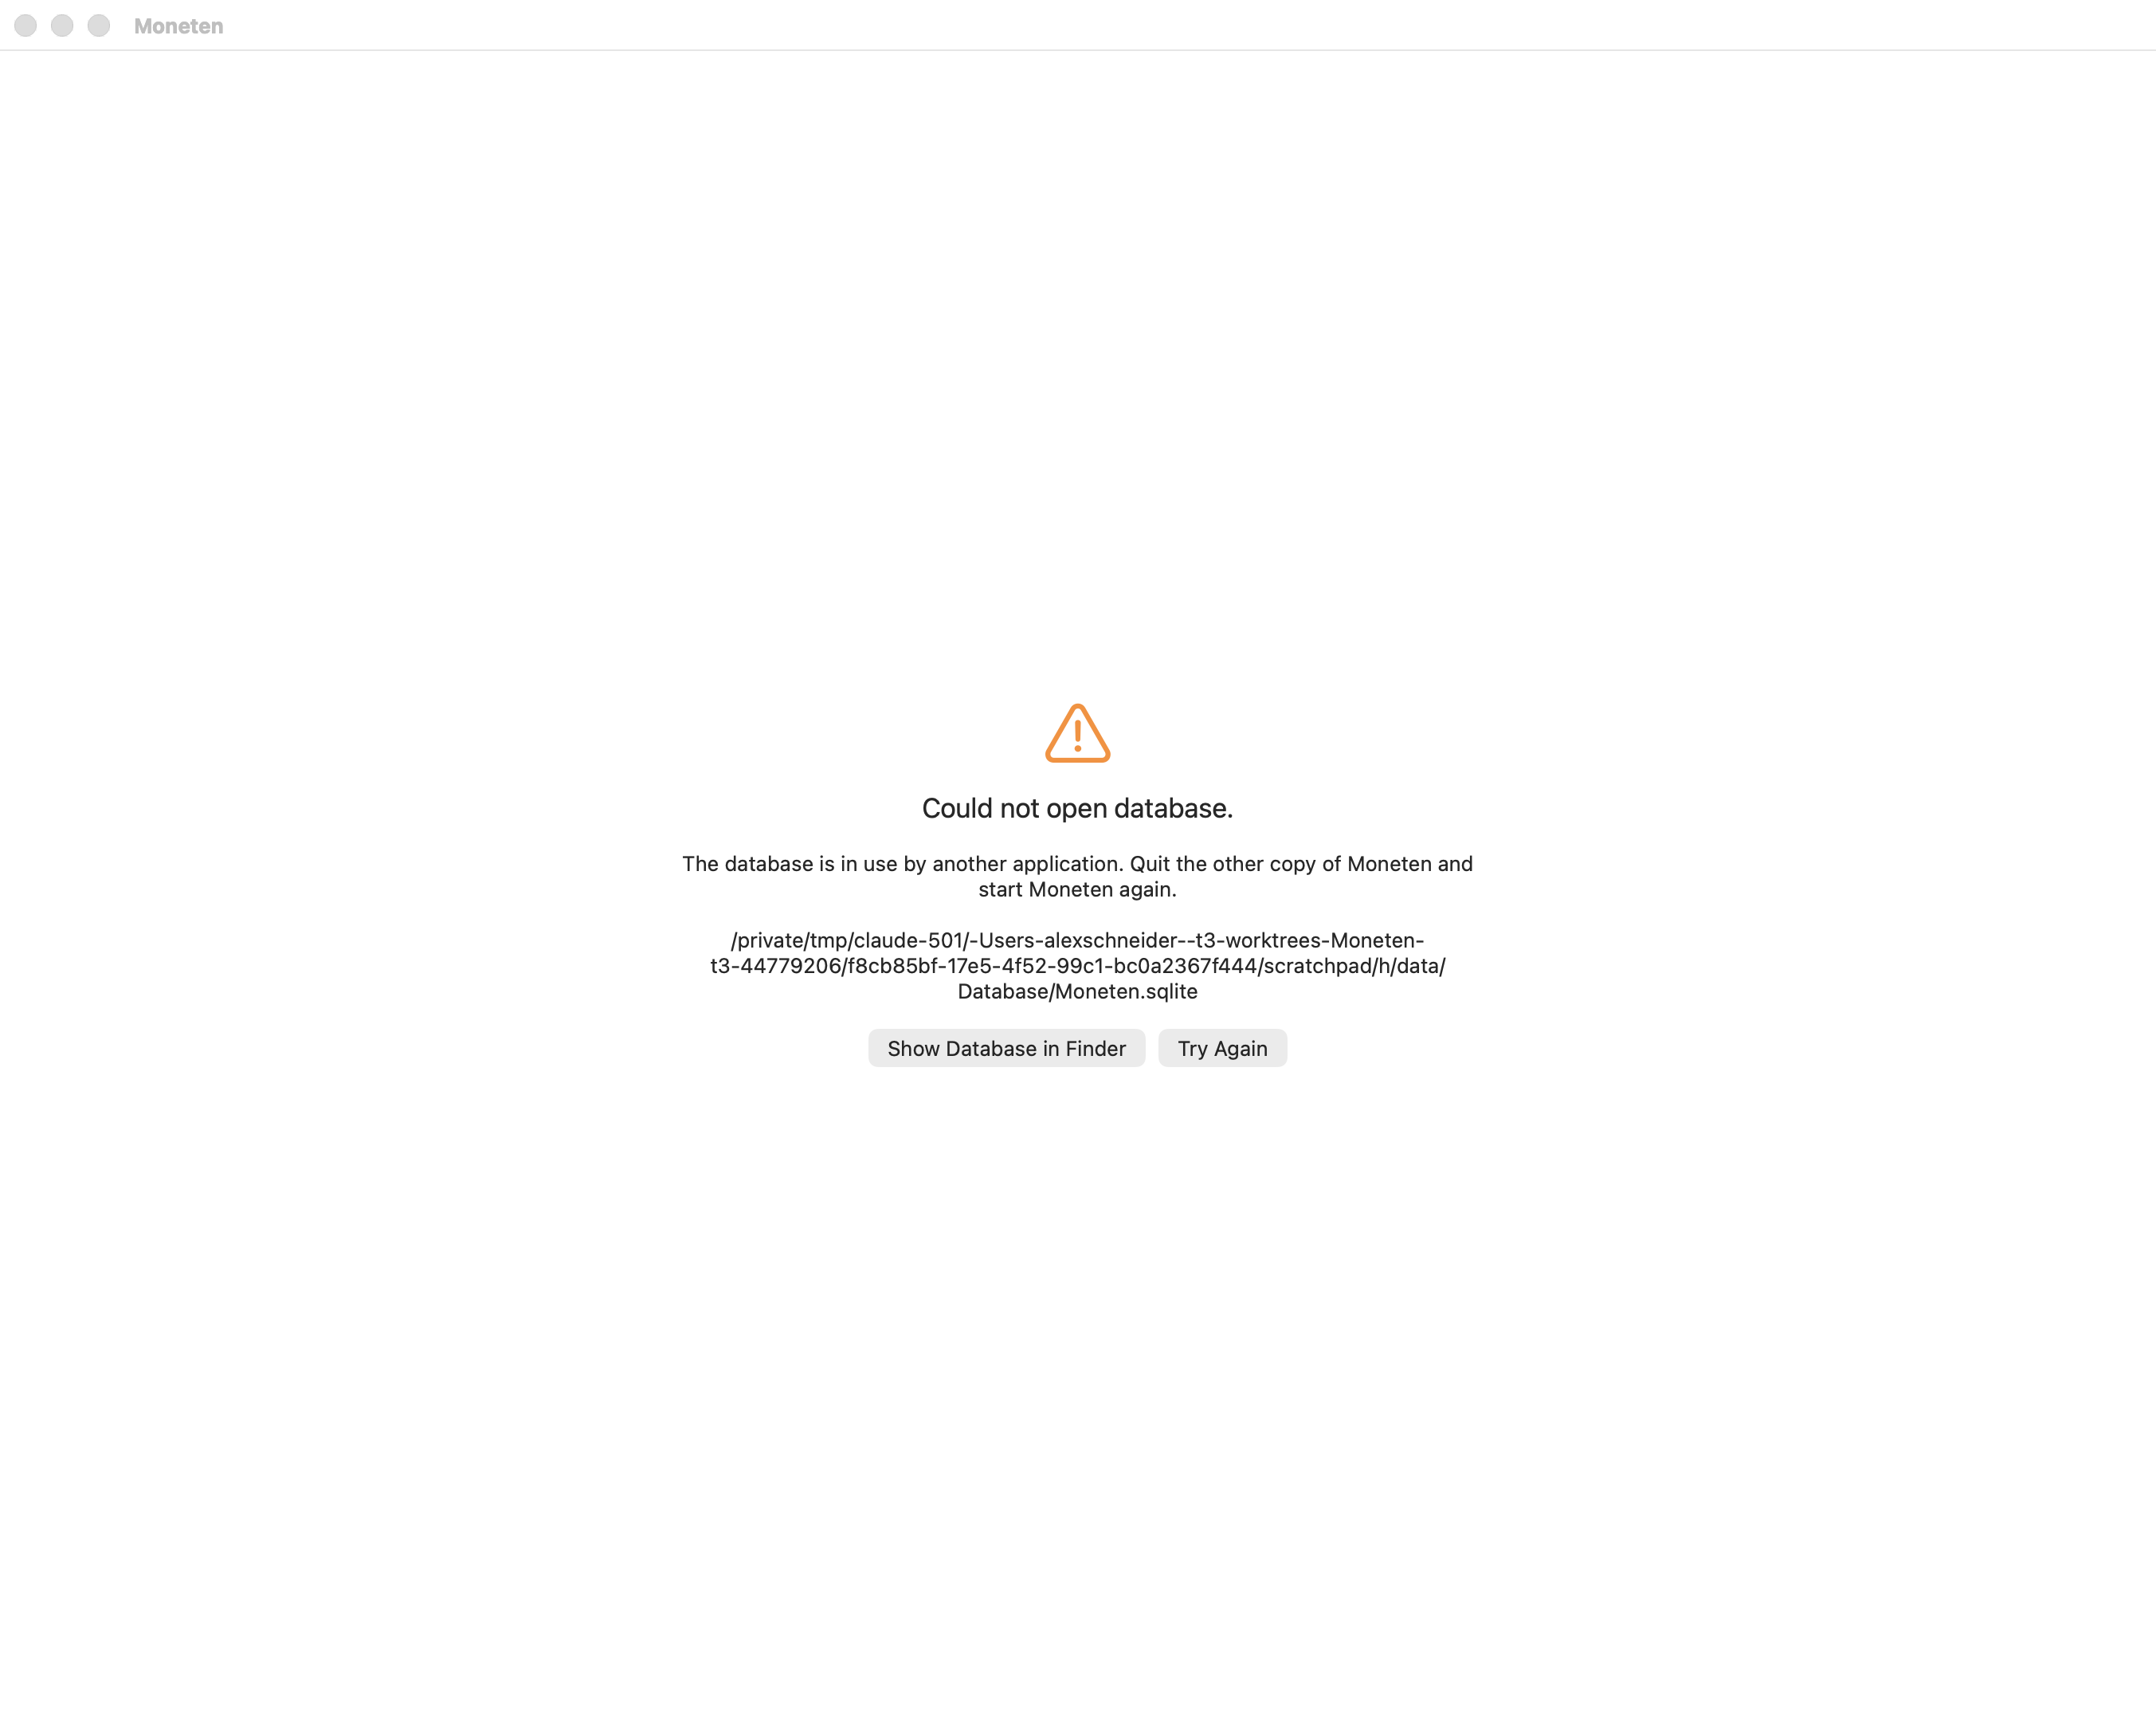 Moneten
Could not open database.
The database is in use by another application. Quit the other copy of Moneten and
start Moneten again.
/private/tmp/claude-501/-Users-alexschneider--t3-worktrees-Moneten-
t3-44779206/f8cb85bf-17e5-4f52-99c1-bc0a2367f444/scratchpad/h/data/
Database/Moneten.sqlite
Show Database in Finder
Try Again